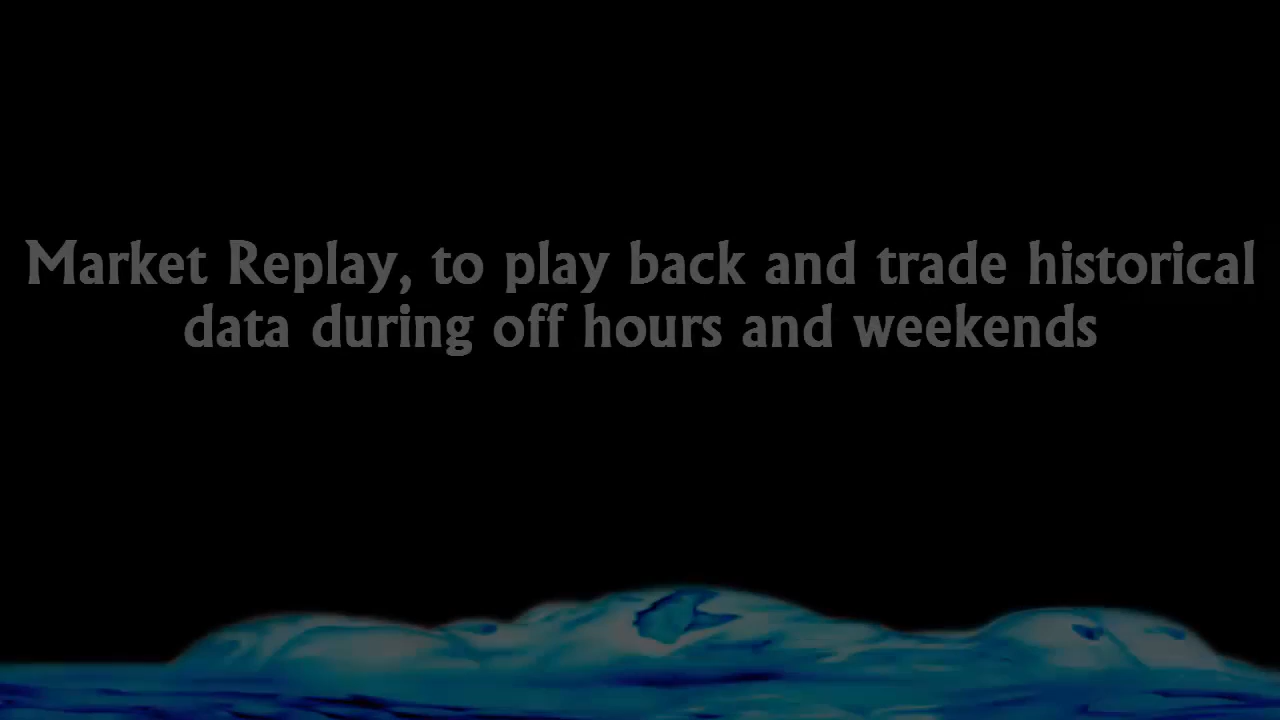 Market Replay, to play back and trade historical
data during off hours and weekends